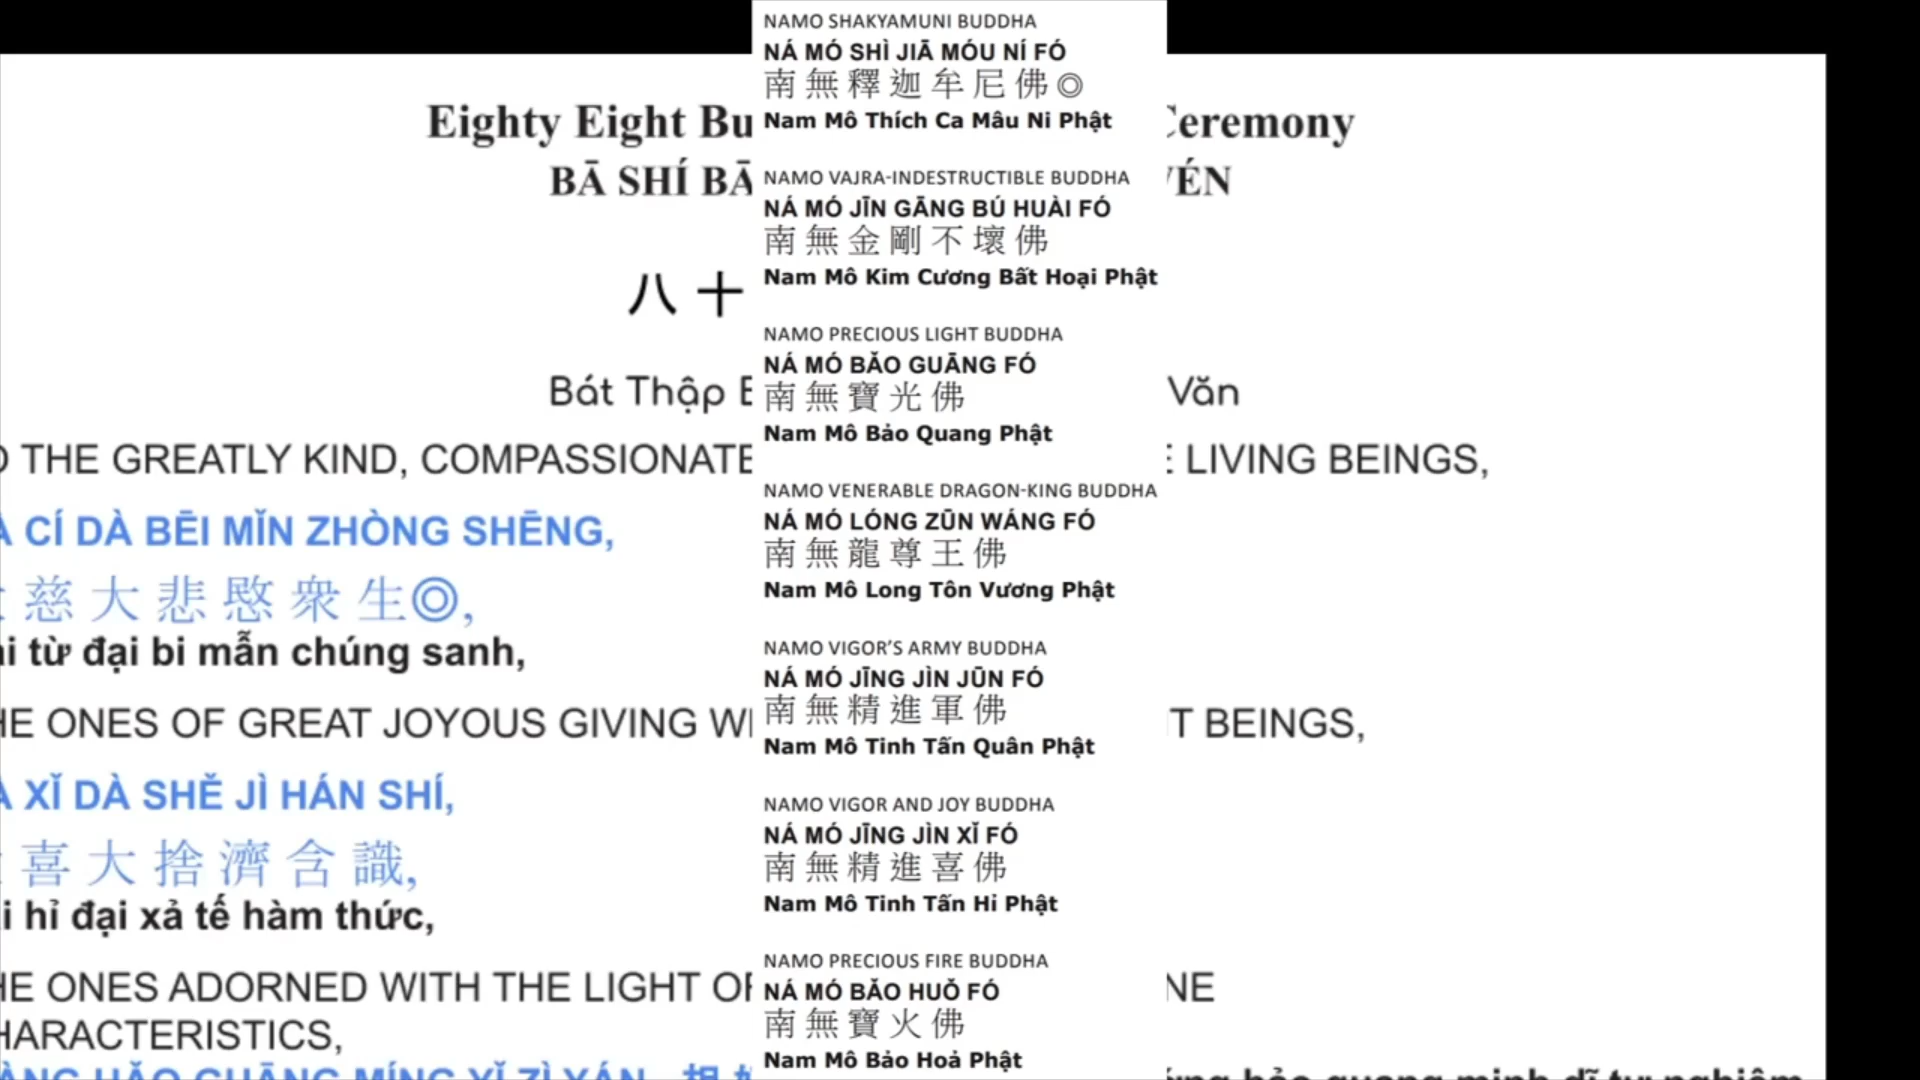 NAMO SHAKYAMUNI BUDDHA
NÁ MÓ SHÌ JIĀ MÓU NÍ FÓ
南無釋迦牟尼佛◎
Nam Mô Thích Ca Mâu Ni Phật
NAMO VAJRA-INDESTRUCTIBLE BUDDHA
NÁ MÓ JĪN GĀNG BÚ HUÀI FÓ
南無金剛不壞佛
Nam Mô Kim Cương Bất Hoại Phật
NAMO PRECIOUS LIGHT BUDDHA
NÁ MÓ BǍO GUĀNG FÓ
南無寶光佛
Nam Mô Bảo Quang Phật
NAMO VENERABLE DRAGON-KING BUDDHA
NÁ MÓ LÓNG ZŪN WÁNG FÓ
南無龍尊王佛
Nam Mô Long Tôn Vương Phật
NAMO VIGOR'S ARMY BUDDHA
NÁ MÓ JĪNG JÌN JŪN FÓ
南無精進軍佛
Nam Mô Tinh Tấn Quân Phật
NAMO VIGOR AND JOY BUDDHA
NÁ MÓ JĪNG JÌN XǏ FÓ
南無精進喜佛
Nam Mô Tinh Tấn Hỉ Phật
NAMO PRECIOUS FIRE BUDDHA
NÁ MÓ BǍO HUǑ FÓ
南無寶火佛
Nam Mô Bảo Hoả Phật
Eighty Eight Bu Ceremony
BĀ SHÍ BĀ VÉN
八十
Bát Thập Văn
THE GREATLY KIND, COMPASSIONATE LIVING BEINGS,
CÍ DÀ BĒI MǏN ZHÒNG SHĒNG,
慈大悲愍衆生◎,
từ đại bi mẫn chúng sanh,
ONES OF GREAT JOYOUS GIVING BEINGS,
XǏ DÀ SHĚ JÌ HÁN SHÍ,
喜大捨濟含識,
hỉ đại xả tế hàm thức,
ONES ADORNED WITH THE LIGHT
HARACTERISTICS,